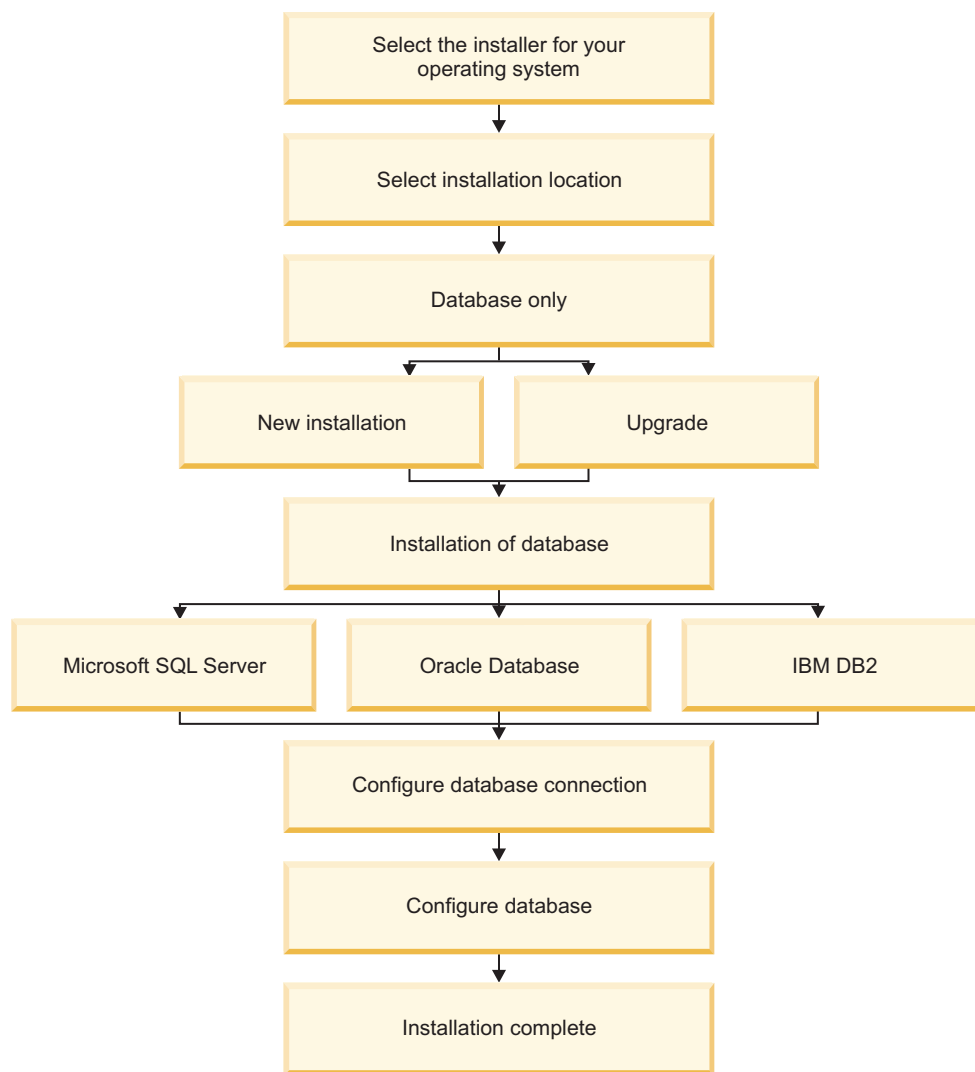 Select the installer for your
operating system
Select installation location
Database only
New installation
Upgrade
Installation of database
Microsoft SQL Server
Oracle Database
IBM DB2
Configure database connection
Configure database
Installation complete